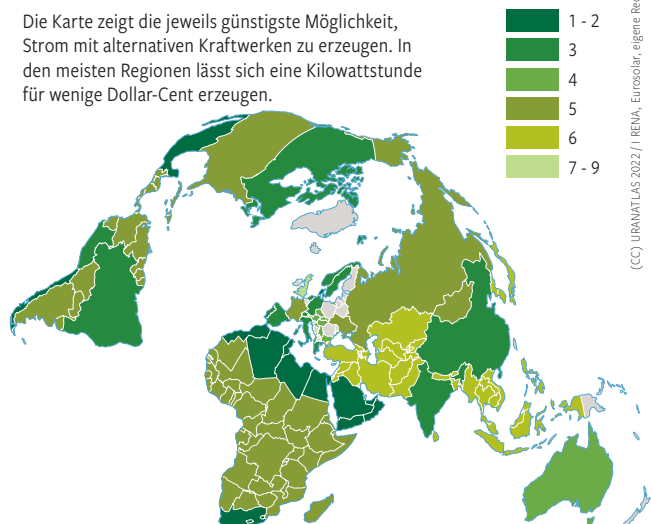 Die Karte zeigt die jeweils günstigste Möglichkeit,
Strom mit alternativen Kraftwerken zu erzeugen. In
den meisten Regionen lässt sich eine Kilowattstunde
für wenige Dollar-Cent erzeugen.
1 - 2
3
4
5
6
7 - 9
(CC) URANATLAS 2022 / I RENA, Eurosolar, eigene